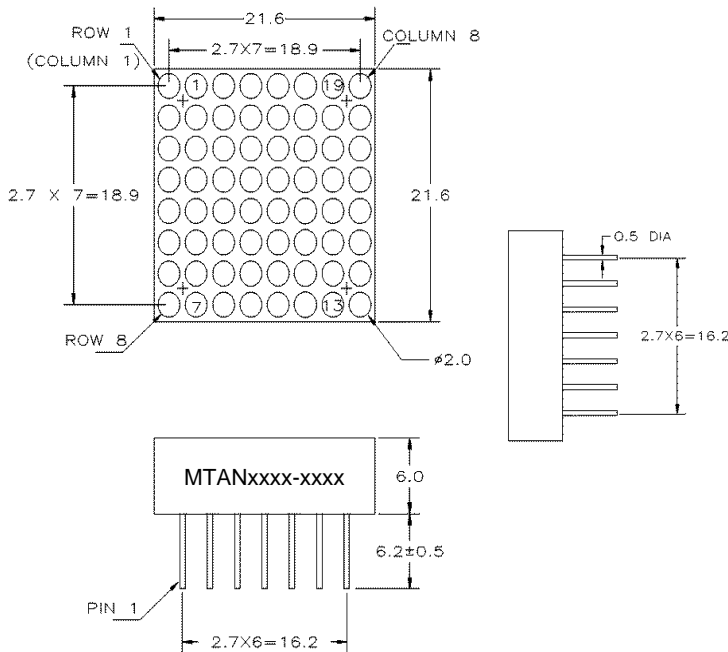 21.6
ROW 1
(COLUMN 1)
2.7X7=18.9
COLUMN 8
1
19
2.7 X 7=18.9
21.6
7
13
ROW 8
ø2.0
0.5 DIA
2.7X6=16.2
MTANxxxx-xxxx
6.0
6.2±0.5
PIN 1
2.7X6=16.2